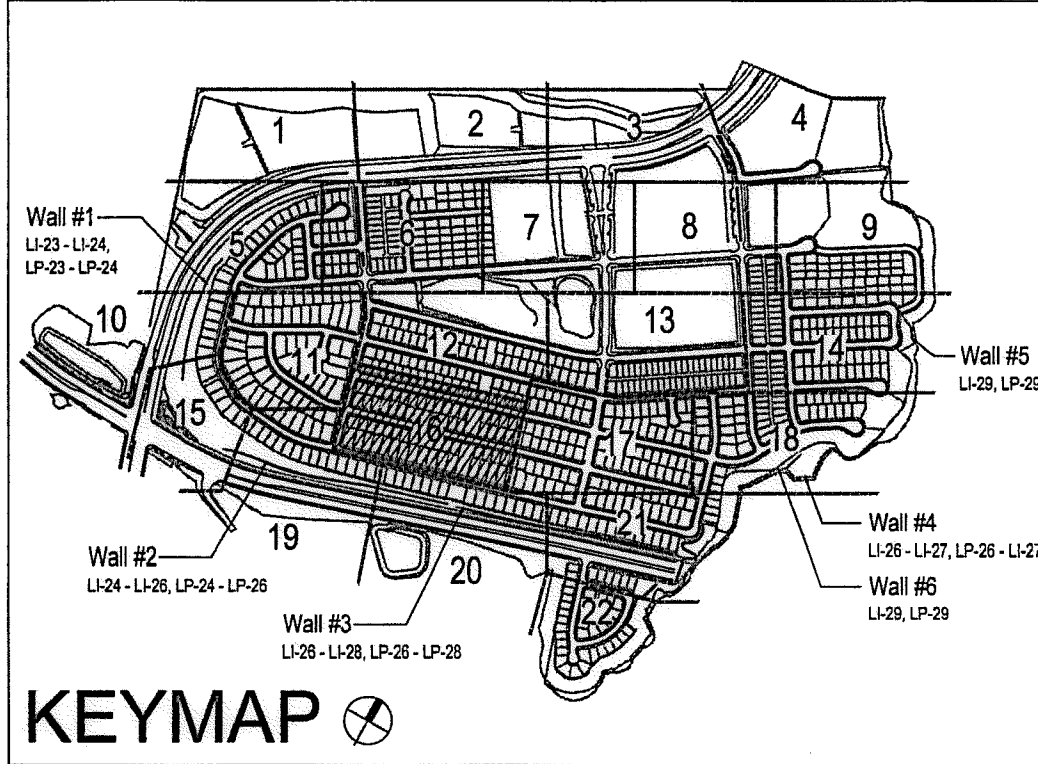 1
2
3
4
Wall #1
LI-23 - LI-24,
LP-23 - LP-24
5
6
7
8
9
10
11
12
13
14
Wall #5
LI-29, LP-29
15
16
17
18
Wall #4
LI-26 - LI-27, LP-26 - LI-27
Wall #6
LI-29, LP-29
19
20
21
22
Wall #2
LI-24 - LI-26, LP-24 - LP-26
Wall #3
LI-26 - LI-28, LP-26 - LP-28
KEYMAP